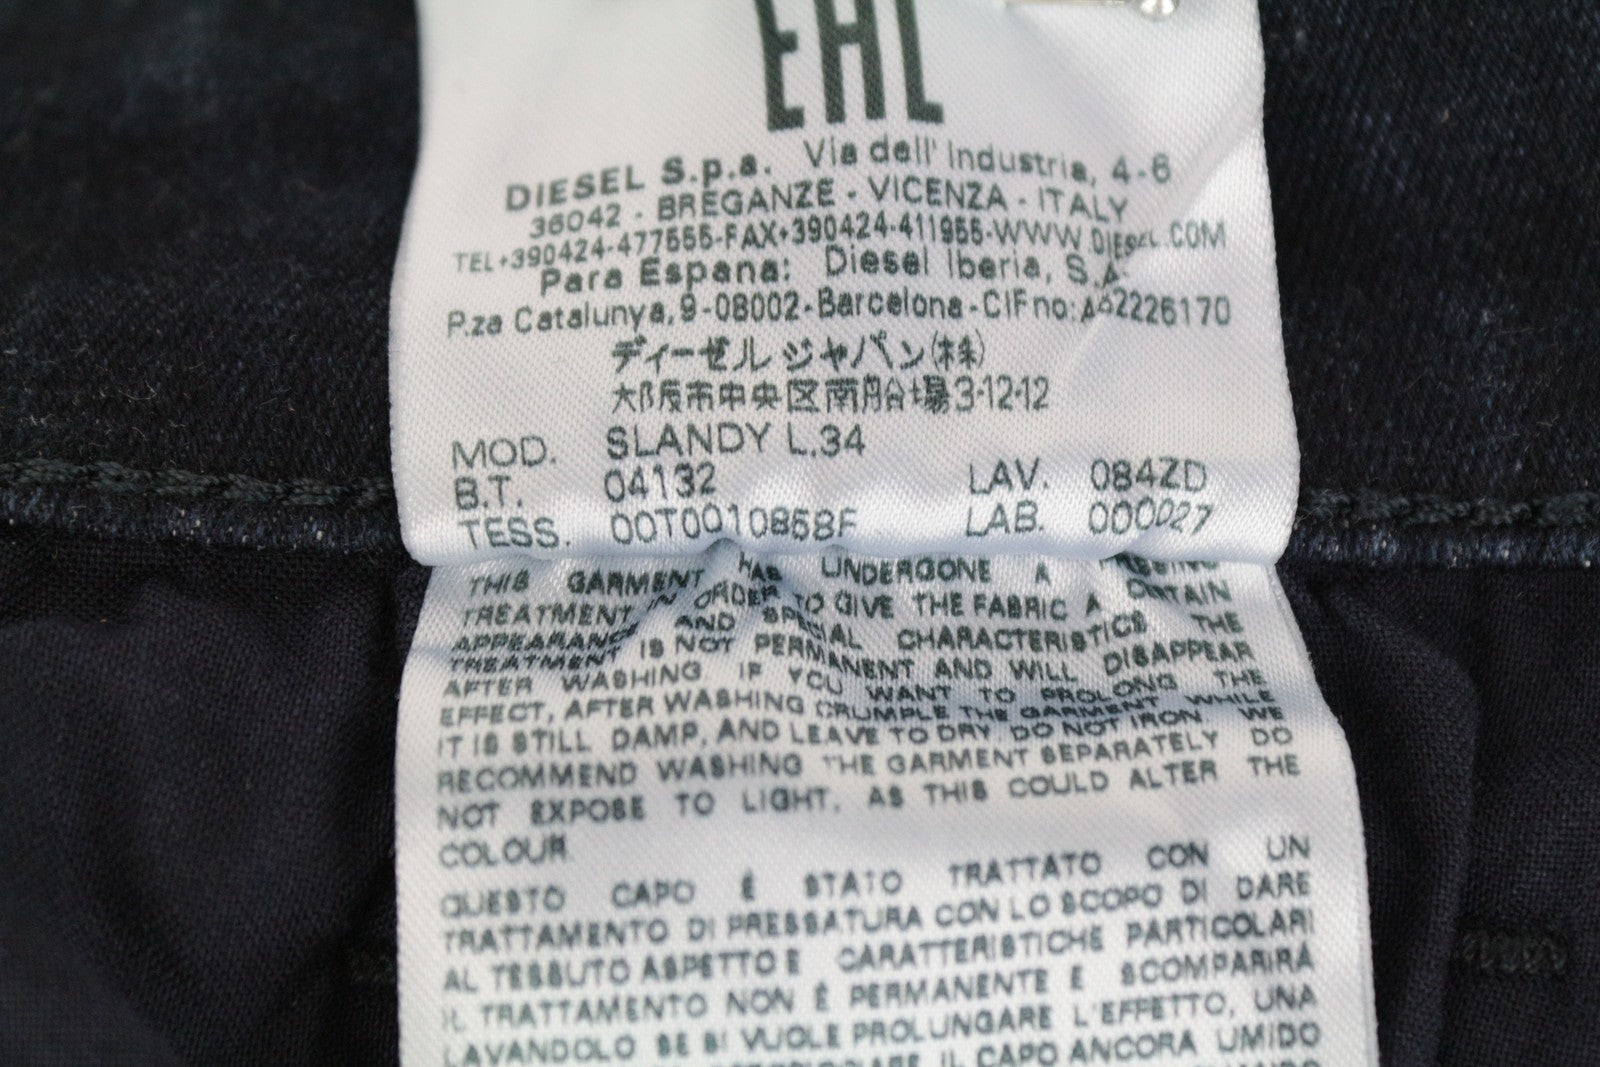 EAC
DIESEL S.p.a. Via dell' Industria, 4-6
36042 - BREGANZE - VICENZA - ITALY
TEL+390424-477555-FAX+390424-411955-WWW.DIESEL.COM
Para Espana: Diesel Iberia, S.A.
P.za Catalunya, 9-08002-Barcelona-CIF no: A62226170
ディーゼルジャパン(株)
大阪市中央区南船場3-12-12
MOD. SLANDY L.34
B.T. 04132 LAV. 084ZD
TESS. 00T0010868F LAB. 000027
THIS GARMENT HAS UNDERGONE A PRESSING
TREATMENT IN ORDER TO GIVE THE FABRIC A CERTAIN
APPEARANCE AND SPECIAL CHARACTERISTICS. THE
TREATMENT IS NOT PERMANENT AND WILL DISAPPEAR
AFTER WASHING. IF YOU WANT TO PROLONG THE
EFFECT, AFTER WASHING CRUMPLE THE GARMENT WHILE
IT IS STILL DAMP, AND LEAVE TO DRY DO NOT IRON. WE
RECOMMEND WASHING THE GARMENT SEPARATELY DO
NOT EXPOSE TO LIGHT, AS THIS COULD ALTER THE
COLOUR
QUESTO CAPO È STATO TRATTATO CON UN
TRATTAMENTO DI PRESSATURA CON LO SCOPO DI DARE
AL TESSUTO ASPETTO E CARATTERISTICHE PARTICOLARI
IL TRATTAMENTO NON È PERMANENTE E SCOMPARIRÀ
LAVANDOLO SE SI VUOLE PROLUNGARE L'EFFETTO, UNA
IL CAPO ANCORA UMIDO